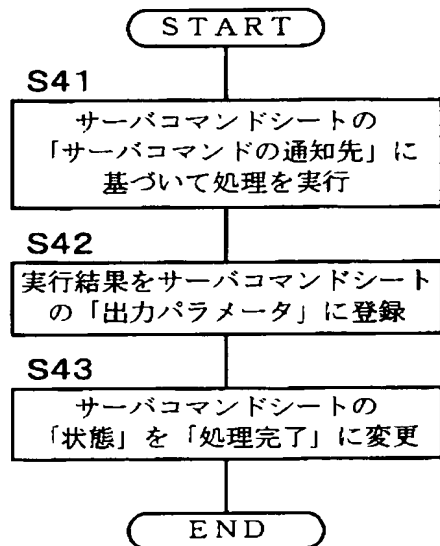 START
S41
サーバコマンドシートの
「サーバコマンドの通知先」に
基づいて処理を実行
S42
実行結果をサーバコマンドシート
の「出力パラメータ」に登録
S43
サーバコマンドシートの
「状態」を「処理完了」に変更
END